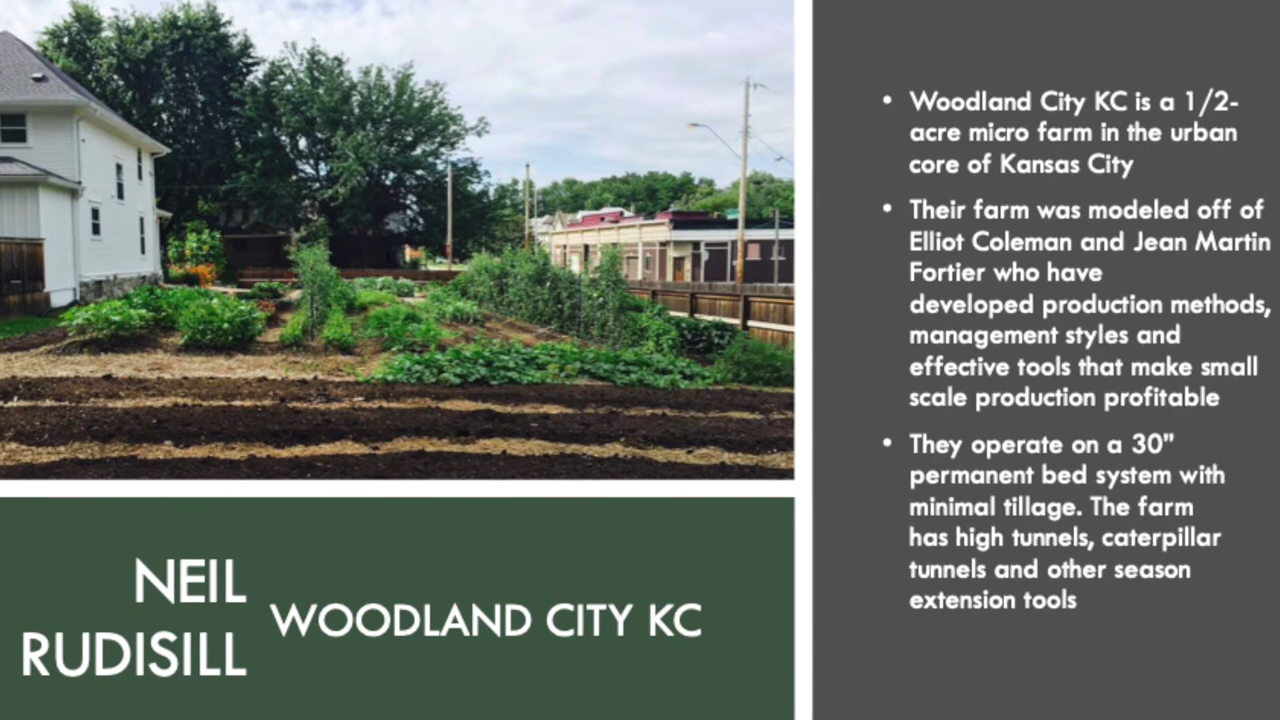 NEIL
RUDISILL
WOODLAND CITY KC
• Woodland City KC is a 1/2-
acre micro farm in the urban
core of Kansas City
• Their farm was modeled off of
Elliot Coleman and Jean Martin
Fortier who have
developed production methods,
management styles and
effective tools that make small
scale production profitable
• They operate on a 30"
permanent bed system with
minimal tillage. The farm
has high tunnels, caterpillar
tunnels and other season
extension tools